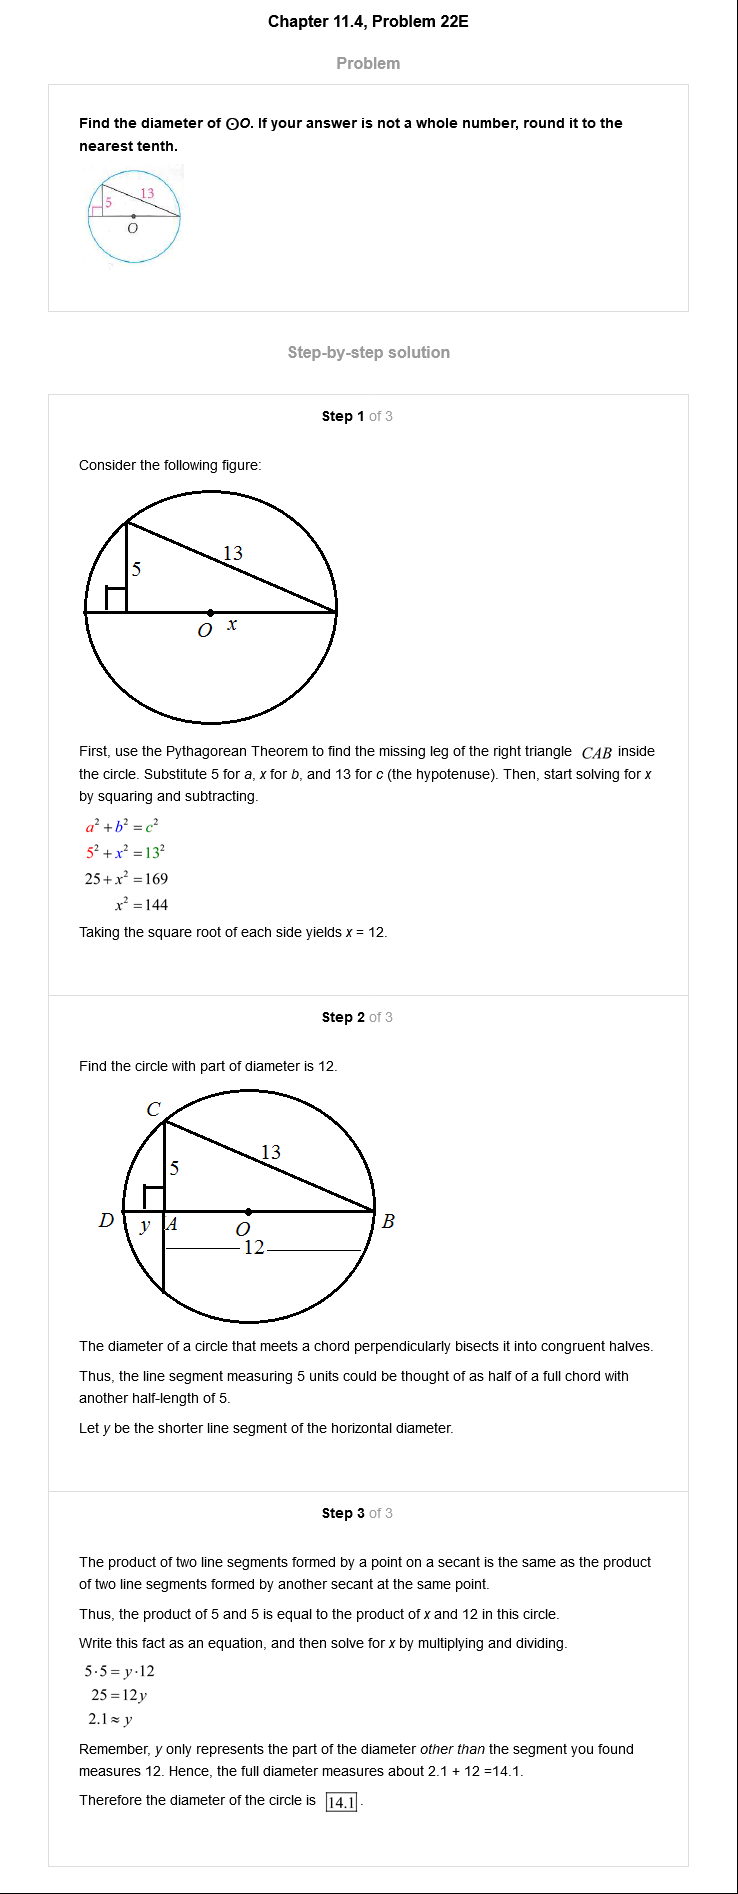 Chapter 11.4, Problem 22E
Problem
Find the diameter of ⊙O. If your answer is not a whole number, round it to the
nearest tenth.
13
5
O
Step-by-step solution
Step 1 of 3
Consider the following figure:
13
5
O x
First, use the Pythagorean Theorem to find the missing leg of the right triangle CAB inside
the circle. Substitute 5 for a, x for b, and 13 for c (the hypotenuse). Then, start solving for x
by squaring and subtracting.
a² + b² = c²
5² + x² = 13²
25 + x² = 169
x² = 144
Taking the square root of each side yields x = 12.
Step 2 of 3
Find the circle with part of diameter is 12.
C
13
5
D y A O B
12
The diameter of a circle that meets a chord perpendicularly bisects it into congruent halves.
Thus, the line segment measuring 5 units could be thought of as half of a full chord with
another half-length of 5.
Let y be the shorter line segment of the horizontal diameter.
Step 3 of 3
The product of two line segments formed by a point on a secant is the same as the product
of two line segments formed by another secant at the same point.
Thus, the product of 5 and 5 is equal to the product of x and 12 in this circle.
Write this fact as an equation, and then solve for x by multiplying and dividing.
5·5 = y·12
25 = 12y
2.1 ≈ y
Remember, y only represents the part of the diameter other than the segment you found
measures 12. Hence, the full diameter measures about 2.1 + 12 =14.1.
Therefore the diameter of the circle is 14.1.